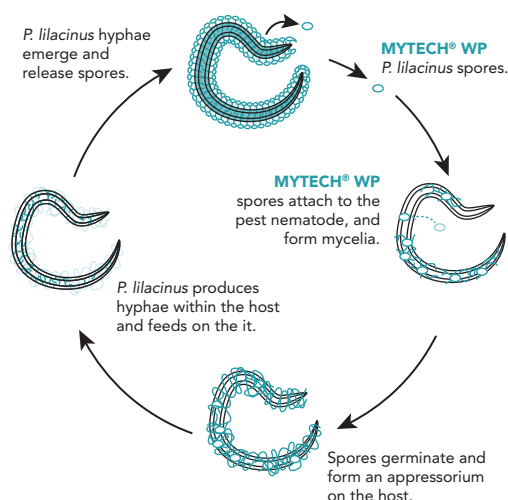 P. lilacinus hyphae
emerge and
release spores.
MYTECH® WP
P. lilacinus spores.
MYTECH® WP
spores attach to the
pest nematode, and
form mycelia.
P. lilacinus produces
hyphae within the host
and feeds on the it.
Spores germinate and
form an appressorium
on the host.